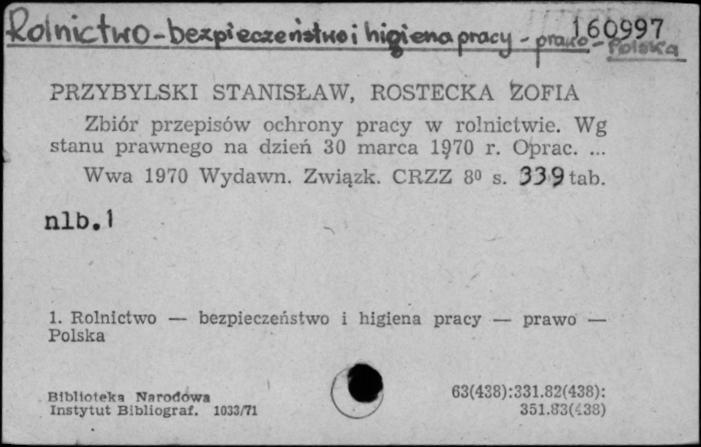 160997
Rolnictwo - bezpieczeństwo i higiena pracy - prawo - Polska
PRZYBYLSKI STANISŁAW, ROSTECKA ZOFIA
Zbiór przepisów ochrony pracy w rolnictwie. Wg
stanu prawnego na dzień 30 marca 1970 r. Oprac. ...
Wwa 1970 Wydawn. Związk. CRZZ 8⁰ s. 339 tab.
nlb. 1
1. Rolnictwo — bezpieczeństwo i higiena pracy — prawo —
Polska
Biblioteka Narodowa
Instytut Bibliograf. 1033/71
63(438):331.82(438):
351.83(438)